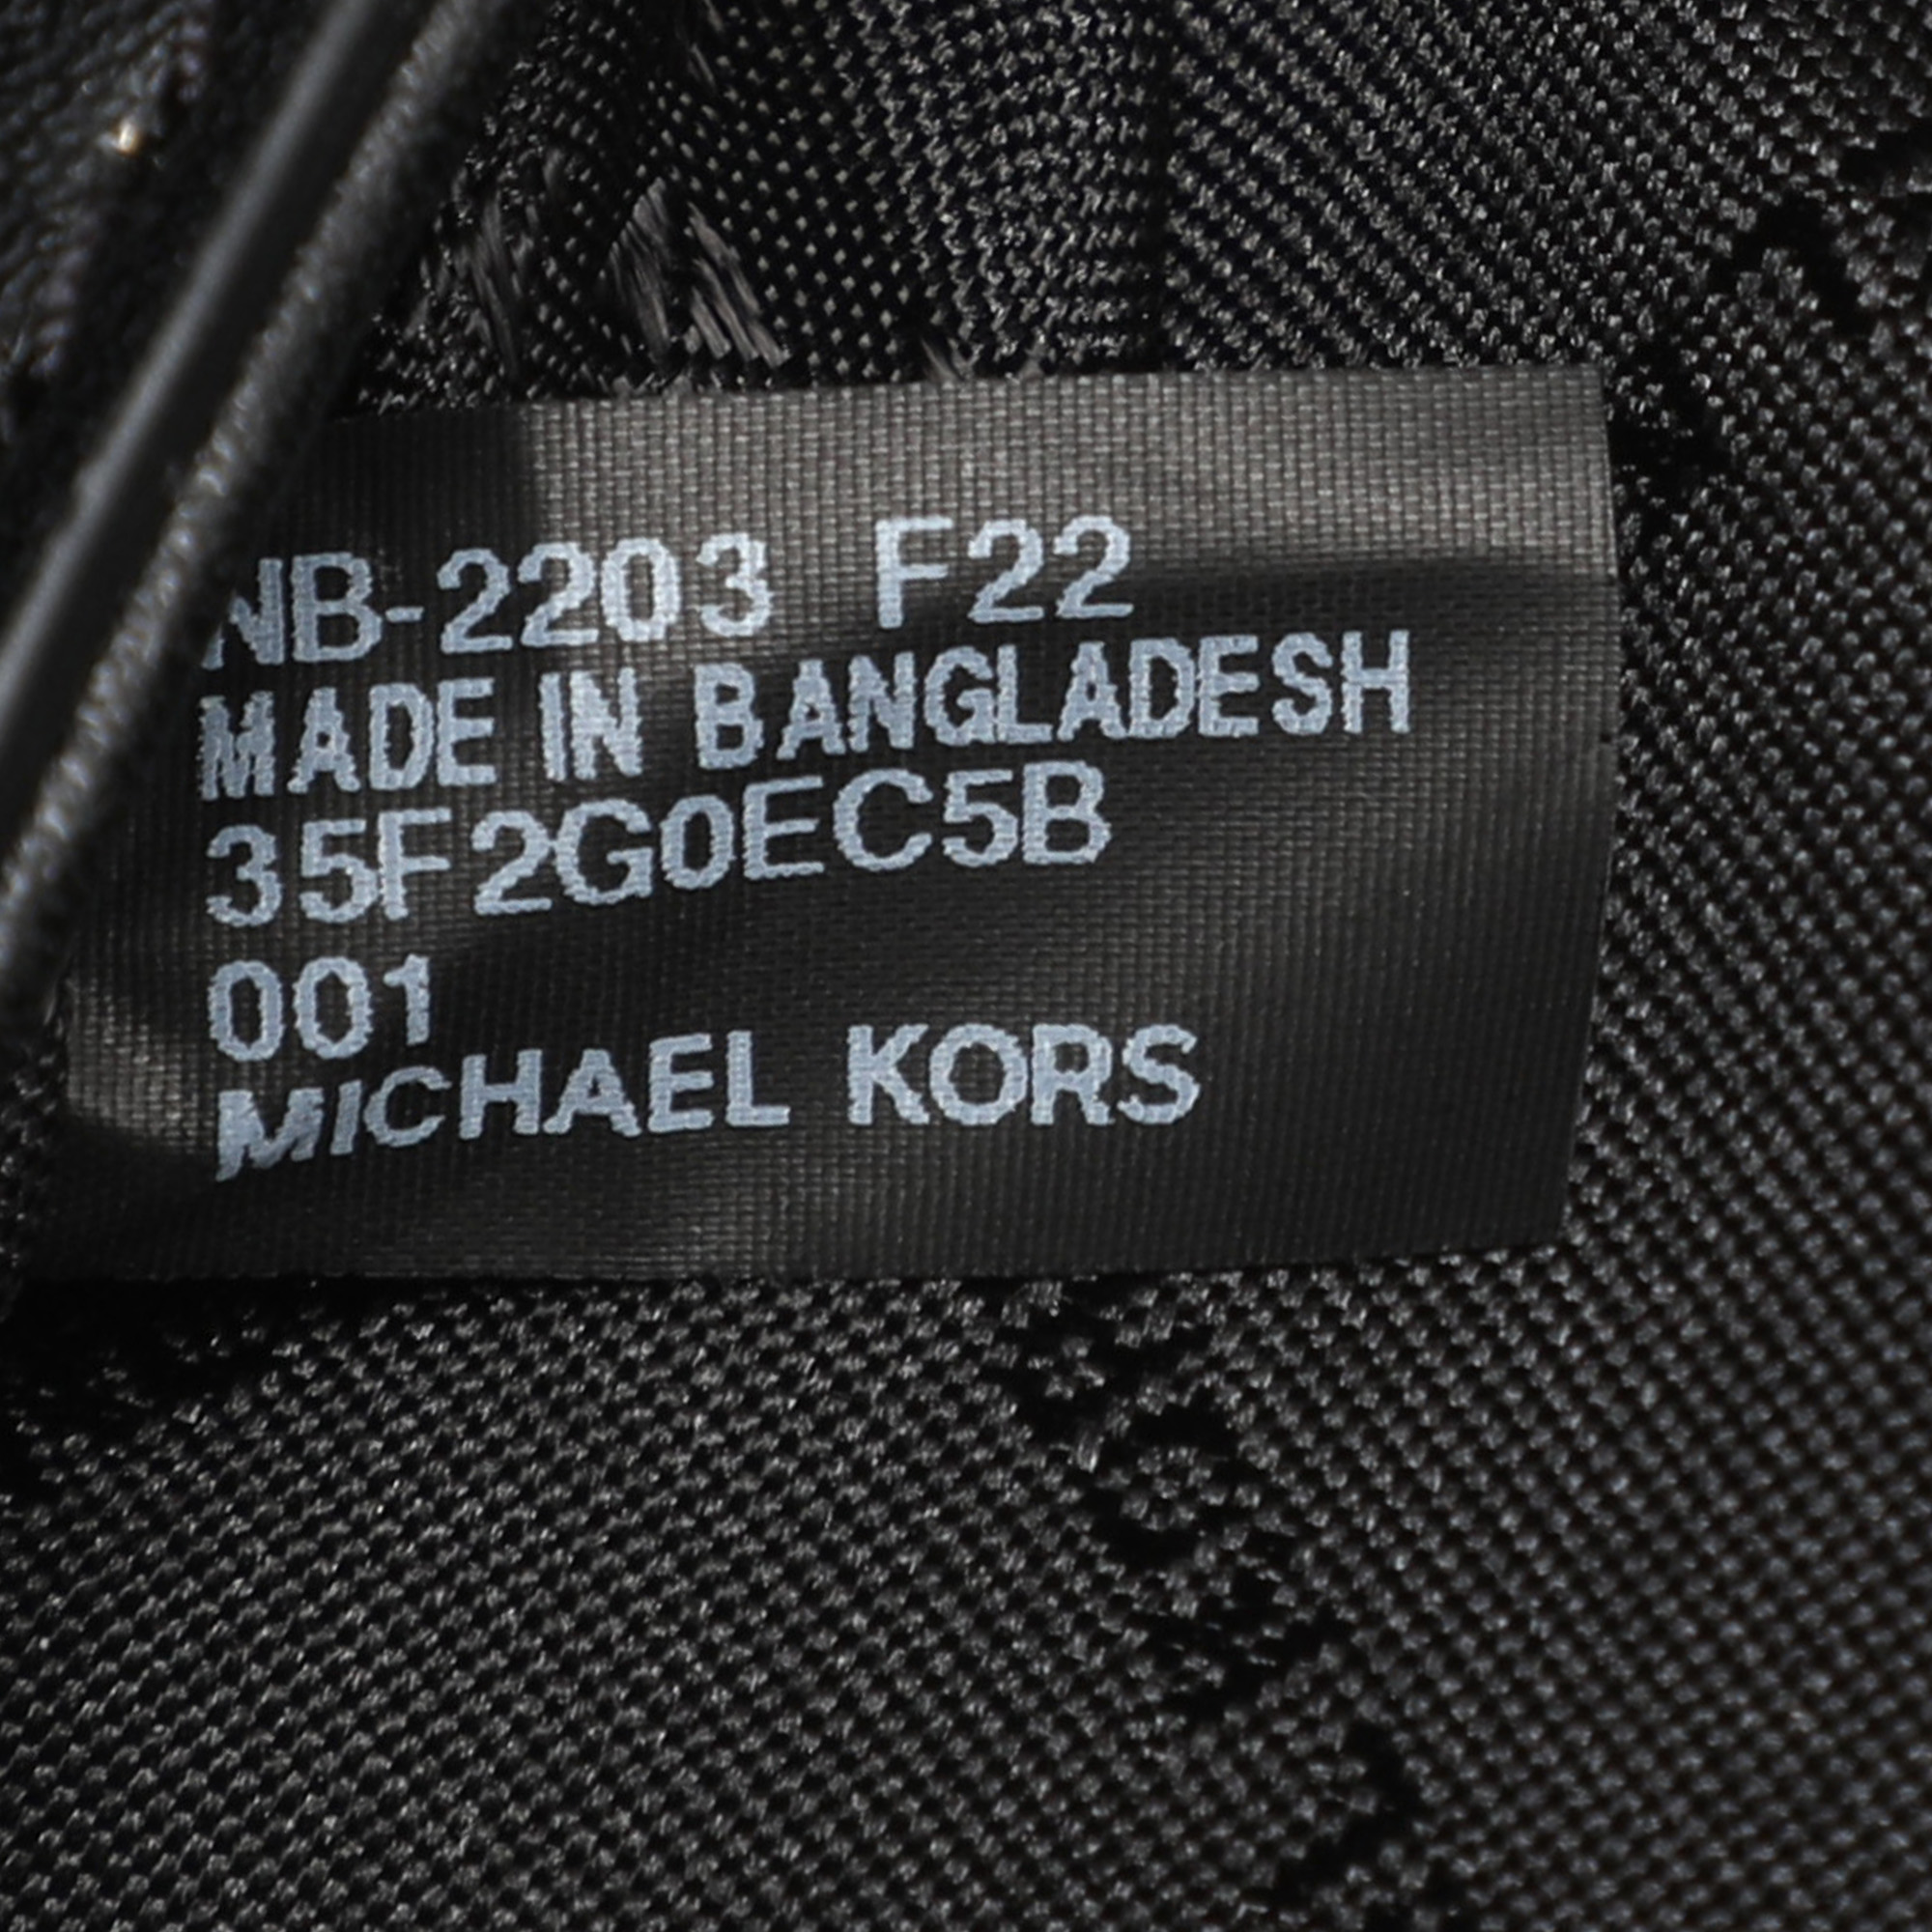 NB-2203 F22
MADE IN BANGLADESH
35F2G0EC5B
001
MICHAEL KORS